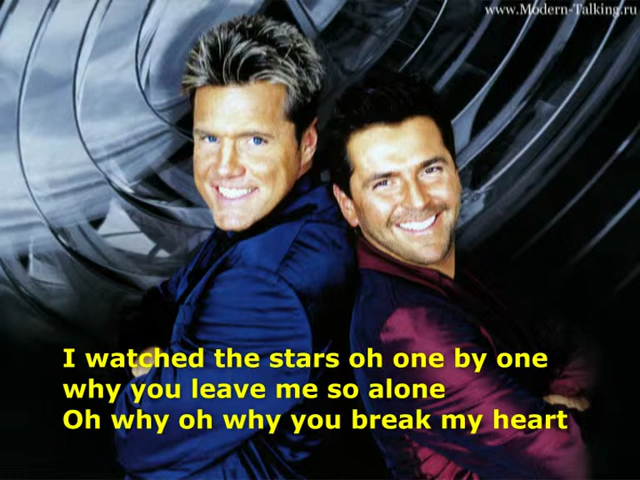 www.Modern-Talking.ru
I watched the stars oh one by one
why you leave me so alone
Oh why oh why you break my heart